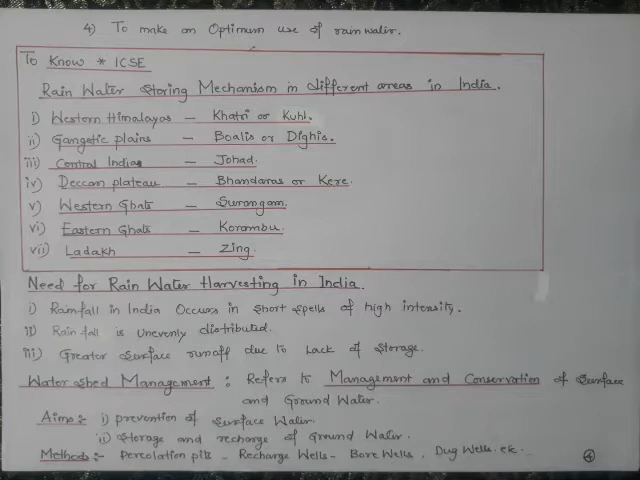 4) To make an Optimum use of rain water.
To Know * ICSE
Rain Water storing Mechanism in different areas in India.
i) Western Himalayas – Khatri or Kuhl.
ii) Gangetic plains – Boalis or Dighis.
iii) Central India – Johad.
iv) Deccan plateau – Bhandaras or Kere.
v) Western Ghats – Surangam.
vi) Eastern Ghats – Korambu.
vii) Ladakh – Zing.
Need for Rain Water Harvesting in India.
i) Rainfall in India Occurs in short spells of high intensity.
ii) Rain fall is unevenly distributed.
iii) Greater surface runoff due to Lack of storage.
Water shed Management : Refers to Management and Conservation of surface
and Ground Water.
Aims :- i) prevention of surface Water.
ii) storage and recharge of Ground Water.
Methods :- Percolation pits – Recharge Wells – Bore Wells, Dug Wells. etc.
4